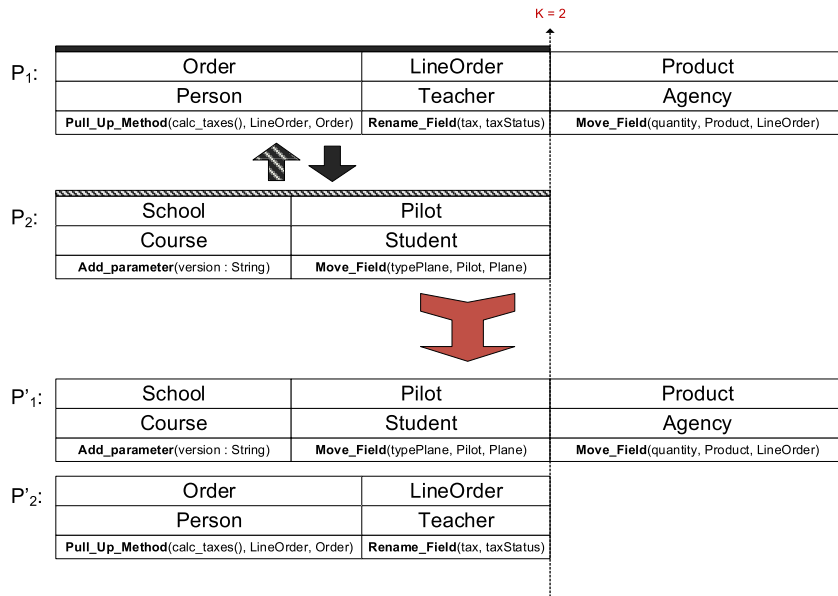 K = 2
P1:
Order LineOrder Product
Person Teacher Agency
Pull_Up_Method(calc_taxes(), LineOrder, Order) Rename_Field(tax, taxStatus) Move_Field(quantity, Product, LineOrder)
P2:
School Pilot
Course Student
Add_parameter(version : String) Move_Field(typePlane, Pilot, Plane)
P'1:
School Pilot Product
Course Student Agency
Add_parameter(version : String) Move_Field(typePlane, Pilot, Plane) Move_Field(quantity, Product, LineOrder)
P'2:
Order LineOrder
Person Teacher
Pull_Up_Method(calc_taxes(), LineOrder, Order) Rename_Field(tax, taxStatus)